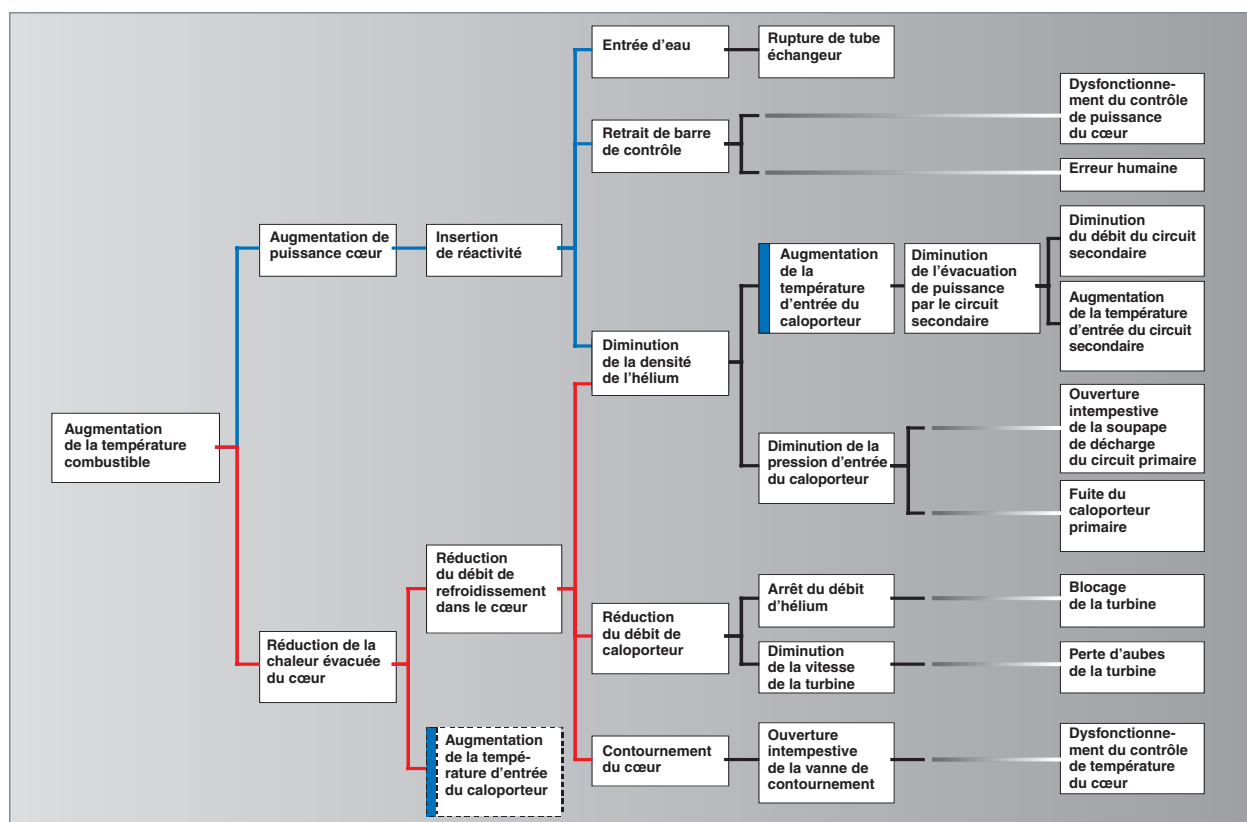 Entrée d'eau
Rupture de tube
échangeur
Dysfonctionne-
ment du contrôle
de puissance
du cœur
Retrait de barre
de contrôle
Erreur humaine
Augmentation de
puissance cœur
Insertion
de réactivité
Augmentation
de la
température
d'entrée du
caloporteur
Diminution
de l'évacuation
de puissance
par le circuit
secondaire
Diminution
du débit du circuit
secondaire
Augmentation
de la température
d'entrée du circuit
secondaire
Diminution
de la densité
de l'hélium
Augmentation
de la température
combustible
Diminution de la
pression d'entrée
du caloporteur
Ouverture
intempestive
de la soupape
de décharge
du circuit primaire
Fuite du
caloporteur
primaire
Réduction
du débit de
refroidissement
dans le cœur
Arrêt du débit
d'hélium
Blocage
de la turbine
Réduction de la
chaleur évacuée
du cœur
Réduction
du débit de
caloporteur
Diminution
de la vitesse
de la turbine
Perte d'aubes
de la turbine
Augmentation
de la tempé-
rature d'entrée
du caloporteur
Contournement
du cœur
Ouverture
intempestive
de la vanne de
contournement
Dysfonctionne-
ment du contrôle
de température
du cœur